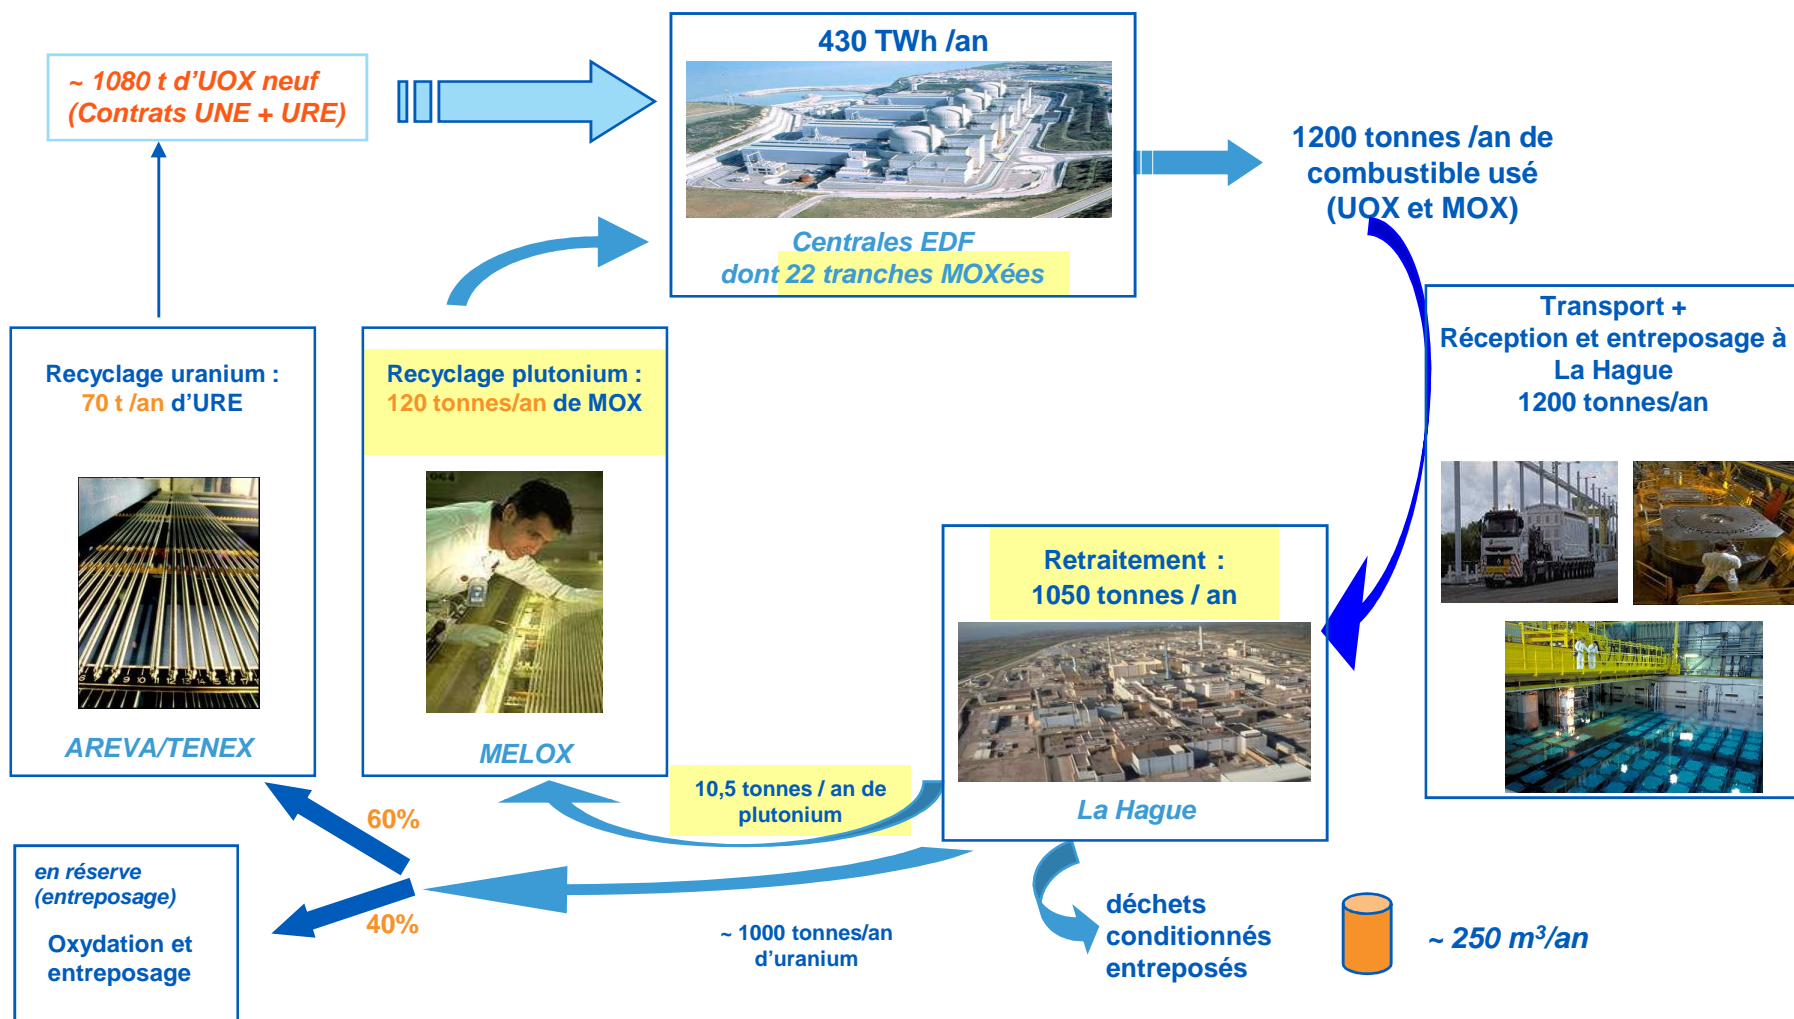 430 TWh /an
~ 1080 t d’UOX neuf
(Contrats UNE + URE)
Centrales EDF
dont 22 tranches MOXées
1200 tonnes /an de
combustible usé
(UOX et MOX)
Transport +
Réception et entreposage à
La Hague
1200 tonnes/an
Recyclage uranium :
70 t /an d’URE
AREVA/TENEX
Recyclage plutonium :
120 tonnes/an de MOX
MELOX
Retraitement :
1050 tonnes / an
La Hague
10,5 tonnes / an de
plutonium
60%
40%
en réserve
(entreposage)
Oxydation et
entreposage
~ 1000 tonnes/an
d’uranium
déchets
conditionnés
entreposés
~ 250 m³/an